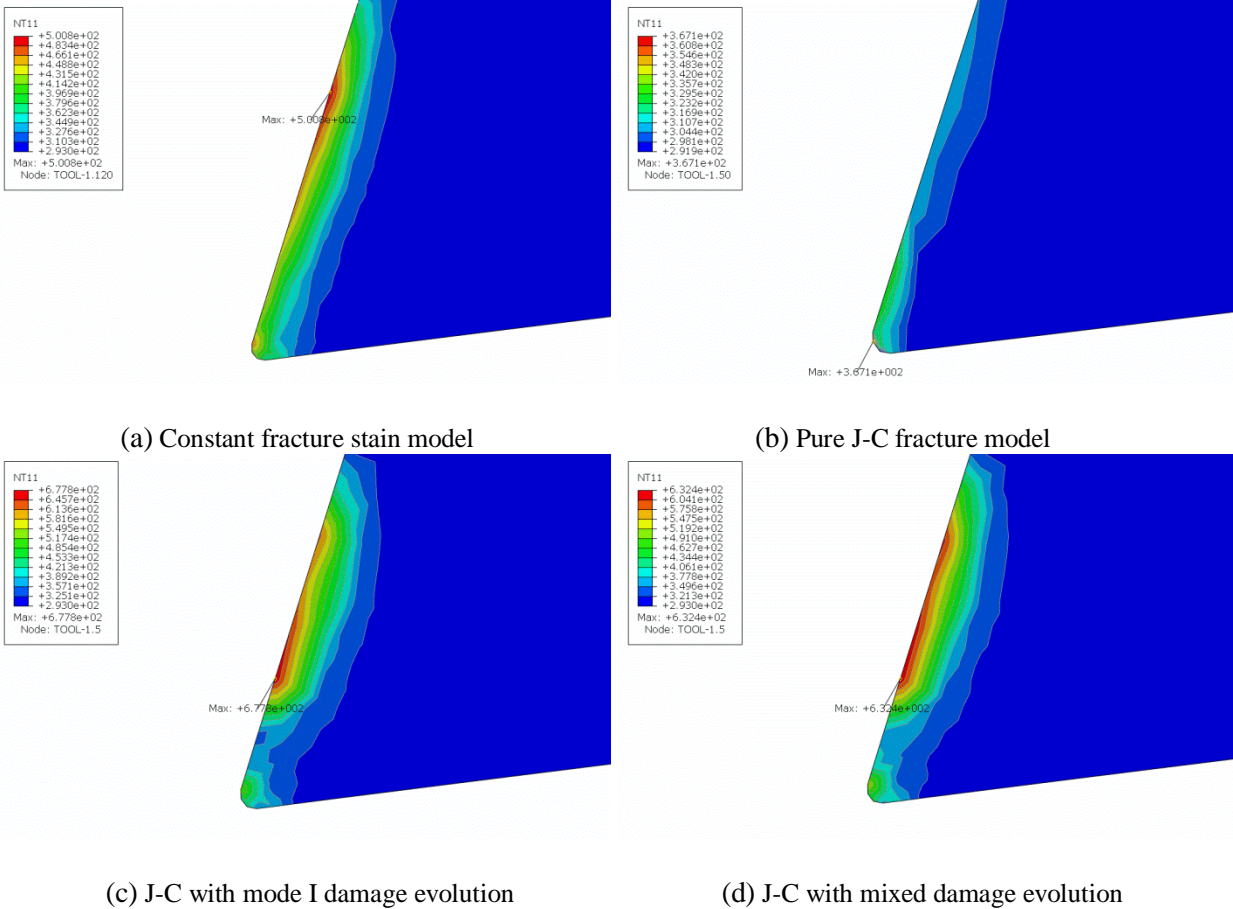 NT11
+5.008e+02
+4.834e+02
+4.661e+02
+4.488e+02
+4.315e+02
+4.142e+02
+3.969e+02
+3.796e+02
+3.623e+02
+3.449e+02
+3.276e+02
+3.103e+02
+2.930e+02
Max: +5.008e+02
Node: TOOL-1.120
Max: +5.008e+002
NT11
+3.671e+02
+3.608e+02
+3.546e+02
+3.483e+02
+3.420e+02
+3.357e+02
+3.295e+02
+3.232e+02
+3.169e+02
+3.107e+02
+3.044e+02
+2.981e+02
+2.919e+02
Max: +3.671e+02
Node: TOOL-1.50
Max: +3.671e+002
(a) Constant fracture stain model
(b) Pure J-C fracture model
NT11
+6.778e+02
+6.457e+02
+6.136e+02
+5.816e+02
+5.495e+02
+5.174e+02
+4.854e+02
+4.533e+02
+4.213e+02
+3.892e+02
+3.571e+02
+3.251e+02
+2.930e+02
Max: +6.778e+02
Node: TOOL-1.5
Max: +6.778e+002
NT11
+6.324e+02
+6.041e+02
+5.758e+02
+5.475e+02
+5.192e+02
+4.910e+02
+4.627e+02
+4.344e+02
+4.061e+02
+3.778e+02
+3.496e+02
+3.213e+02
+2.930e+02
Max: +6.324e+02
Node: TOOL-1.5
Max: +6.324e+002
(c) J-C with mode I damage evolution
(d) J-C with mixed damage evolution